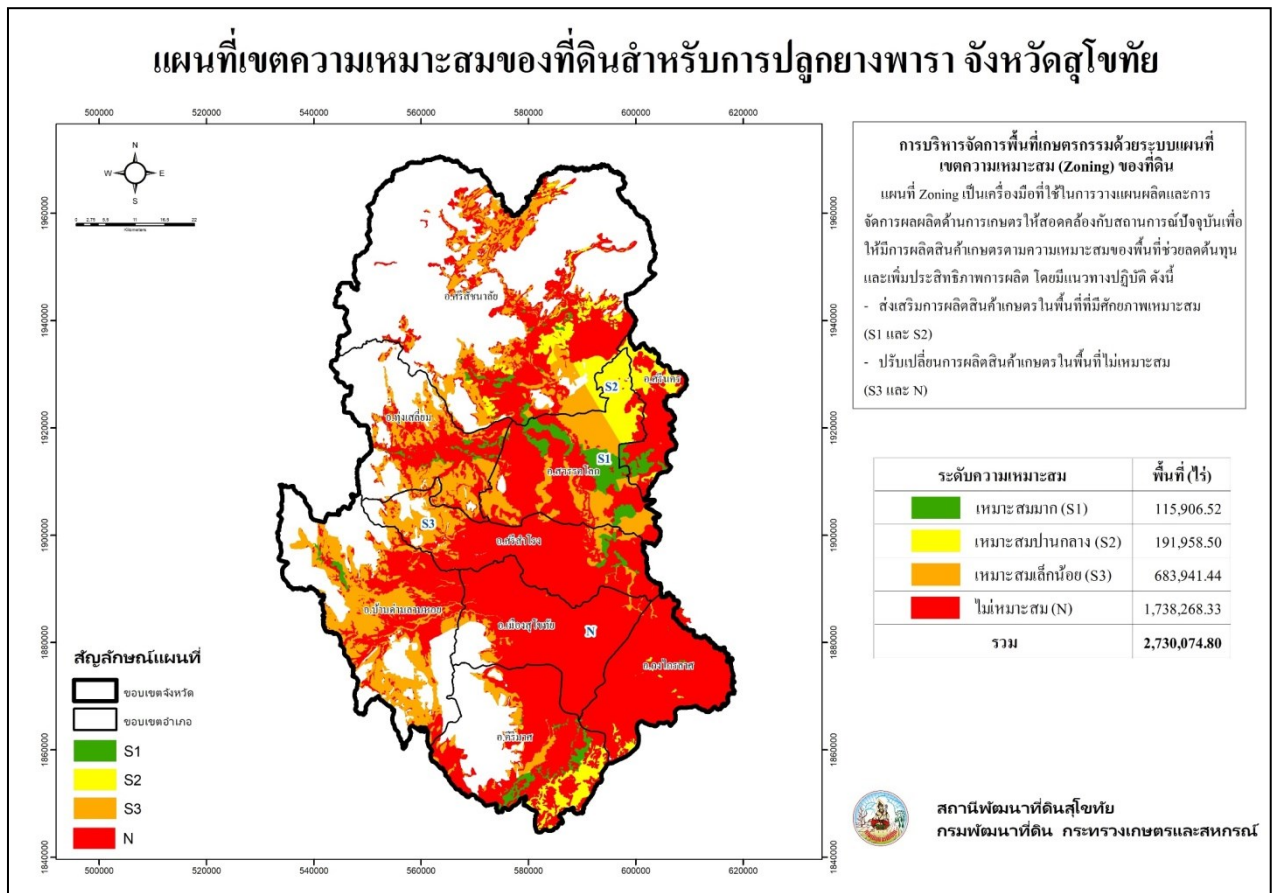 แผนที่เขตความเหมาะสมของที่ดินสำหรับการปลูกยางพารา จังหวัดสุโขทัย
500000 520000 540000 560000 580000 600000 620000
N
W E
S
0 2.75 5.5 11 16.5 22
Kilometers
1960000
1940000
1920000
1900000
1880000
1860000
1840000
1960000
1940000
1920000
1900000
1880000
1860000
1840000
อ.ศรีสัชนาลัย
S2
อ.ศรีนคร
อ.ทุ่งเสลี่ยม
S1
อ.สวรรคโลก
S3
อ.ศรีสำโรง
อ.บ้านด่านลานหอย
อ.เมืองสุโขทัย
N
อ.กงไกรลาศ
อ.คีรีมาศ
สัญลักษณ์แผนที่
ขอบเขตจังหวัด
ขอบเขตอำเภอ
S1
S2
S3
N
500000 520000 540000 560000 580000 600000 620000
การบริหารจัดการพื้นที่เกษตรกรรมด้วยระบบแผนที่
เขตความเหมาะสม (Zoning) ของที่ดิน
แผนที่ Zoning เป็นเครื่องมือที่ใช้ในการวางแผนผลิตและการ
จัดการผลผลิตด้านการเกษตรให้สอดคล้องกับสถานการณ์ปัจจุบันเพื่อ
ให้มีการผลิตสินค้าเกษตรตามความเหมาะสมของพื้นที่ช่วยลดต้นทุน
และเพิ่มประสิทธิภาพการผลิต โดยมีแนวทางปฏิบัติ ดังนี้
- ส่งเสริมการผลิตสินค้าเกษตรในพื้นที่ที่มีศักยภาพเหมาะสม
(S1 และ S2)
- ปรับเปลี่ยนการผลิตสินค้าเกษตรในพื้นที่ไม่เหมาะสม
(S3 และ N)
ระดับความเหมาะสม พื้นที่ (ไร่)
เหมาะสมมาก (S1) 115,906.52
เหมาะสมปานกลาง (S2) 191,958.50
เหมาะสมเล็กน้อย (S3) 683,941.44
ไม่เหมาะสม (N) 1,738,268.33
รวม 2,730,074.80
สถานีพัฒนาที่ดินสุโขทัย
กรมพัฒนาที่ดิน กระทรวงเกษตรและสหกรณ์